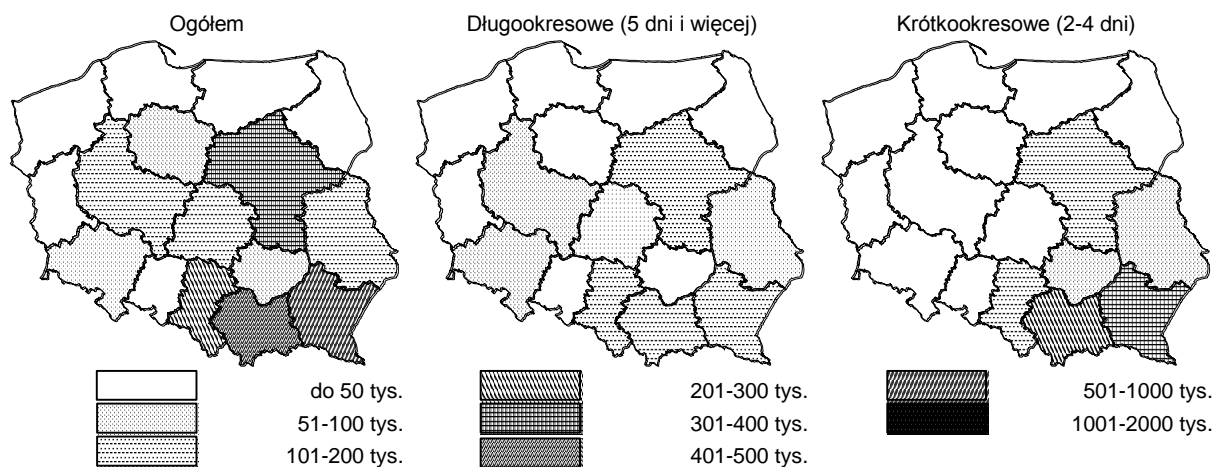 Ogółem
Długookresowe (5 dni i więcej)
Krótkookresowe (2-4 dni)
do 50 tys.
51-100 tys.
101-200 tys.
201-300 tys.
301-400 tys.
401-500 tys.
501-1000 tys.
1001-2000 tys.